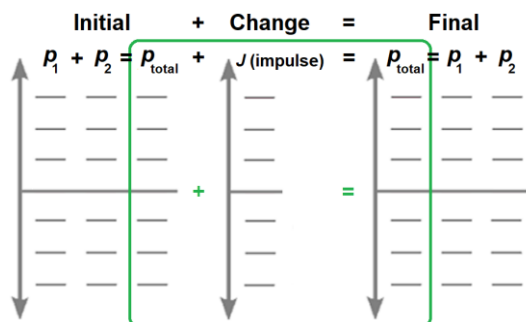 Initial + Change = Final
p1 + p2 = ptotal + J (impulse) = ptotal = p1 + p2
+ =